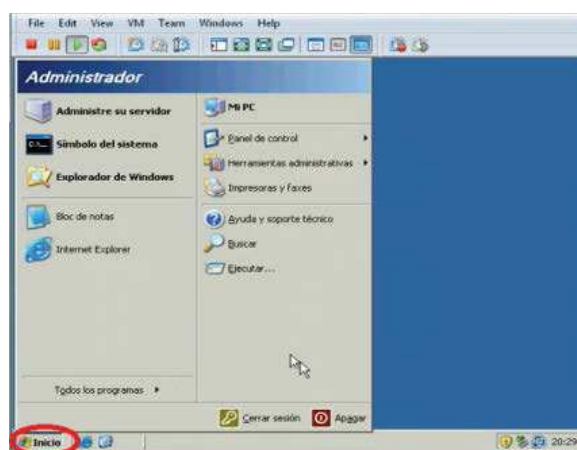 File Edit View VM Team Windows Help
Administrador
Administre su servidor
Símbolo del sistema
Explorador de Windows
Bloc de notas
Internet Explorer
Todos los programas
Mi PC
Panel de control
Herramientas administrativas
Impresoras y faxes
Ayuda y soporte técnico
Buscar
Ejecutar...
Cerrar sesión Apagar
Inicio 20:29